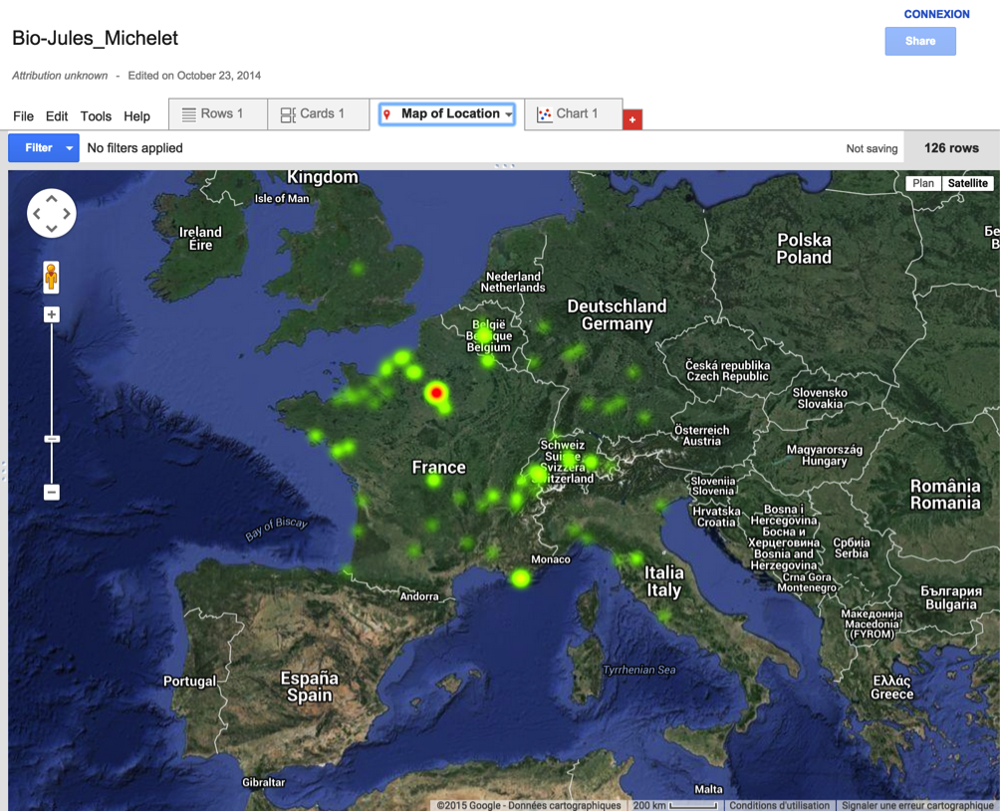 CONNEXION
Bio-Jules_Michelet
Share
Attribution unknown - Edited on October 23, 2014
File Edit Tools Help
Rows 1
Cards 1
Map of Location
Chart 1
+
Filter
No filters applied
Not saving
126 rows
Plan
Satellite
Kingdom
Isle of Man
Ireland
Éire
Polska
Poland
Бе
В
Nederland
Netherlands
Deutschland
Germany
België
Belgique
Belgium
Česká republika
Czech Republic
Slovensko
Slovakia
Österreich
Austria
Magyarország
Hungary
Schweiz
Suisse
Svizzera
Switzerland
France
Slovenija
Slovenia
România
Romania
Hrvatska
Croatia
Bosna i
Hercegovina
Босна и
Херцеговина
Bosnia and
Herzegovina
Србија
Serbia
Bay of Biscay
Monaco
Italia
Italy
Crna Gora
Montenegro
България
Bulgaria
Andorra
Македонија
Macedonia
(FYROM)
Portugal
España
Spain
Tyrrhenian Sea
Ελλάς
Greece
Gibraltar
Malta
©2015 Google - Données cartographiques
200 km
Conditions d'utilisation
Signaler une erreur cartographique